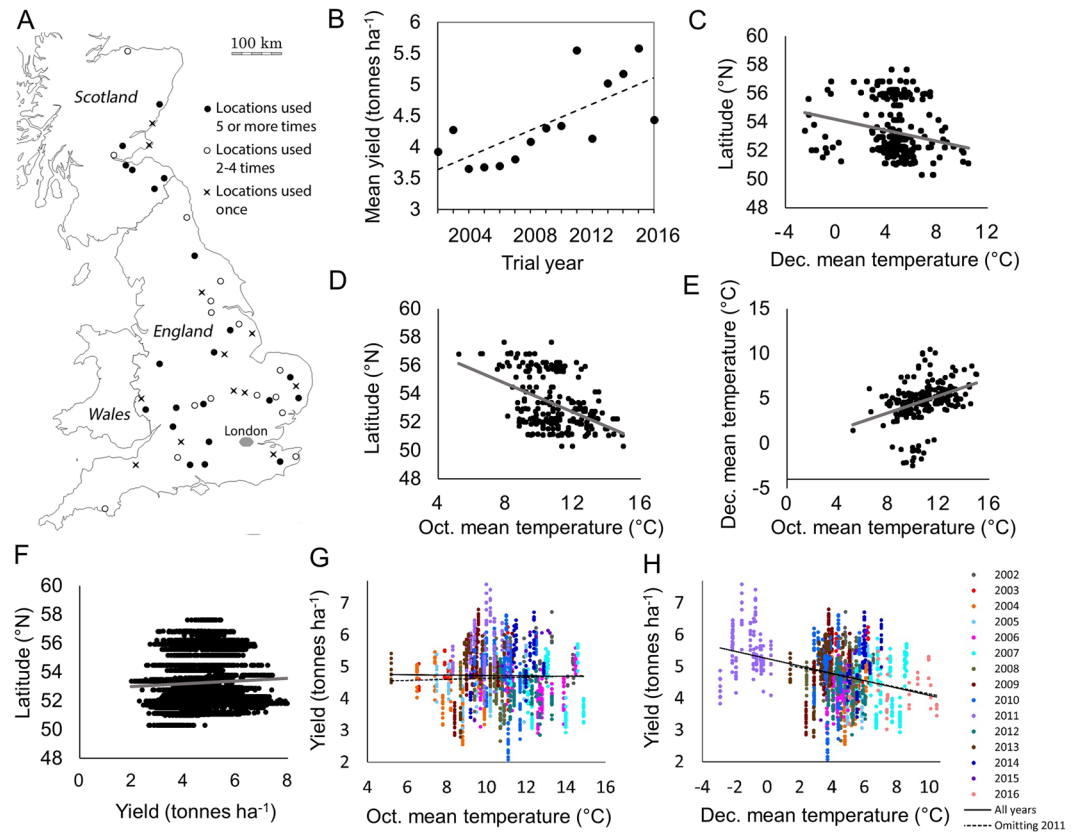 A
100 km
Scotland
● Locations used
5 or more times
○ Locations used
2-4 times
× Locations used
once
England
Wales
London
B
Mean yield (tonnes ha-1)
6
5.5
5
4.5
4
3.5
3
2004 2008 2012 2016
Trial year
C
Latitude (°N)
60
58
56
54
52
50
48
-4 0 4 8 12
Dec. mean temperature (°C)
D
Latitude (°N)
60
58
56
54
52
50
48
4 8 12 16
Oct. mean temperature (°C)
E
Dec. mean temperature (°C)
15
10
5
0
-5
0 4 8 12 16
Oct. mean temperature (°C)
F
Latitude (°N)
60
58
56
54
52
50
48
0 2 4 6 8
Yield (tonnes ha-1)
G
Yield (tonnes ha-1)
7
6
5
4
3
2
4 6 8 10 12 14 16
Oct. mean temperature (°C)
H
Yield (tonnes ha-1)
7
6
5
4
3
2
-4 -2 0 2 4 6 8 10
Dec. mean temperature (°C)
2002
2003
2004
2005
2006
2007
2008
2009
2010
2011
2012
2013
2014
2015
2016
All years
Omitting 2011